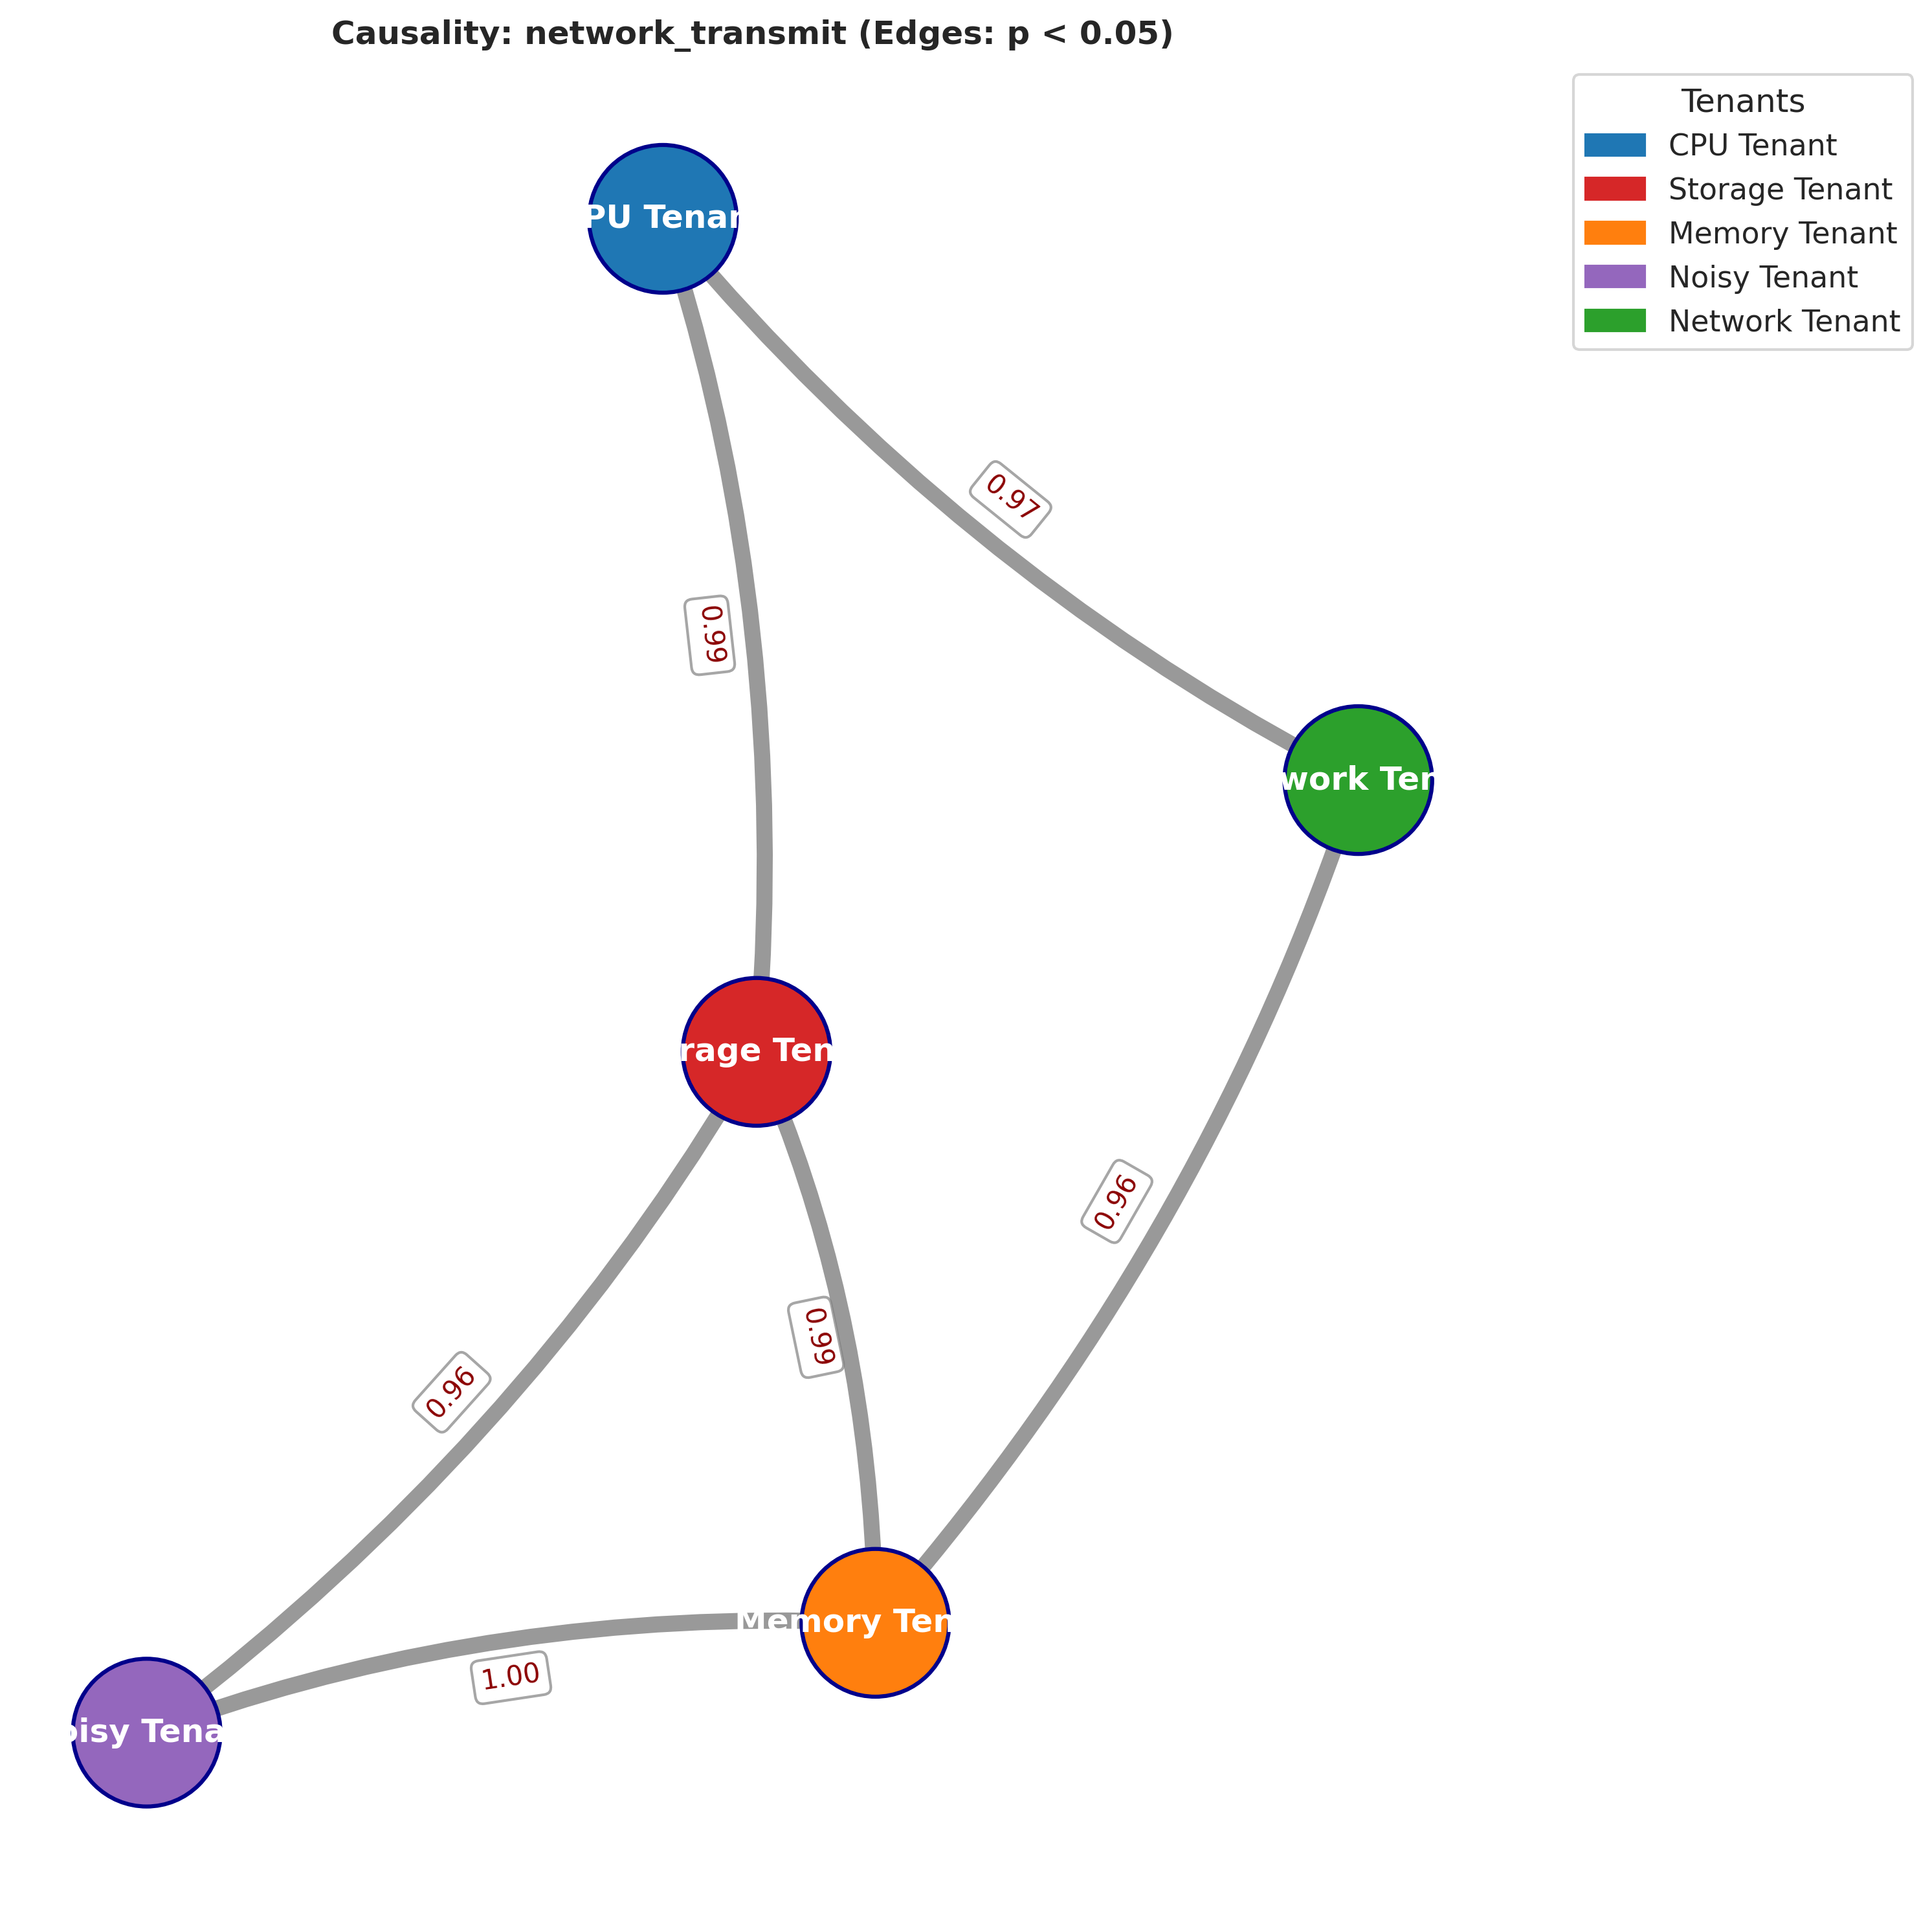 Causality: network_transmit (Edges: p < 0.05)
Tenants
CPU Tenant
Storage Tenant
Memory Tenant
Noisy Tenant
Network Tenant
PU Tenan
0.97
0.99
work Ten
rage Ten
0.96
0.99
0.96
Memory Ten
1.00
oisy Tena